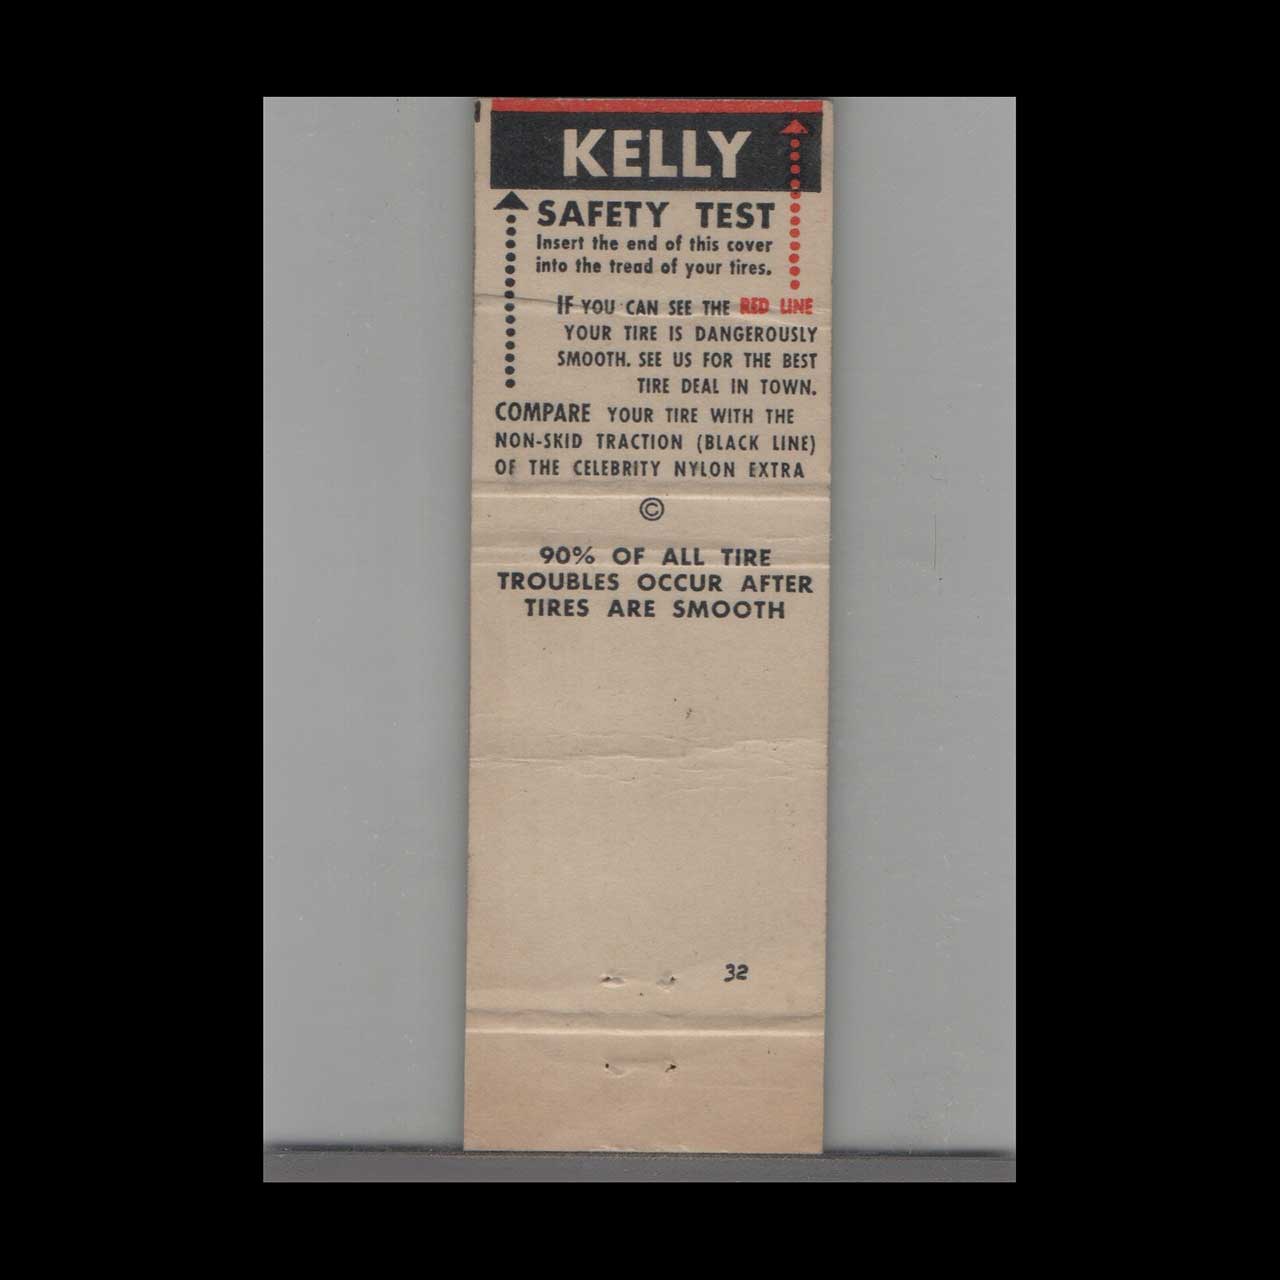 KELLY
SAFETY TEST
Insert the end of this cover
into the tread of your tires.
IF YOU CAN SEE THE RED LINE
YOUR TIRE IS DANGEROUSLY
SMOOTH. SEE US FOR THE BEST
TIRE DEAL IN TOWN.
COMPARE YOUR TIRE WITH THE
NON-SKID TRACTION (BLACK LINE)
OF THE CELEBRITY NYLON EXTRA
©
90% OF ALL TIRE
TROUBLES OCCUR AFTER
TIRES ARE SMOOTH
32